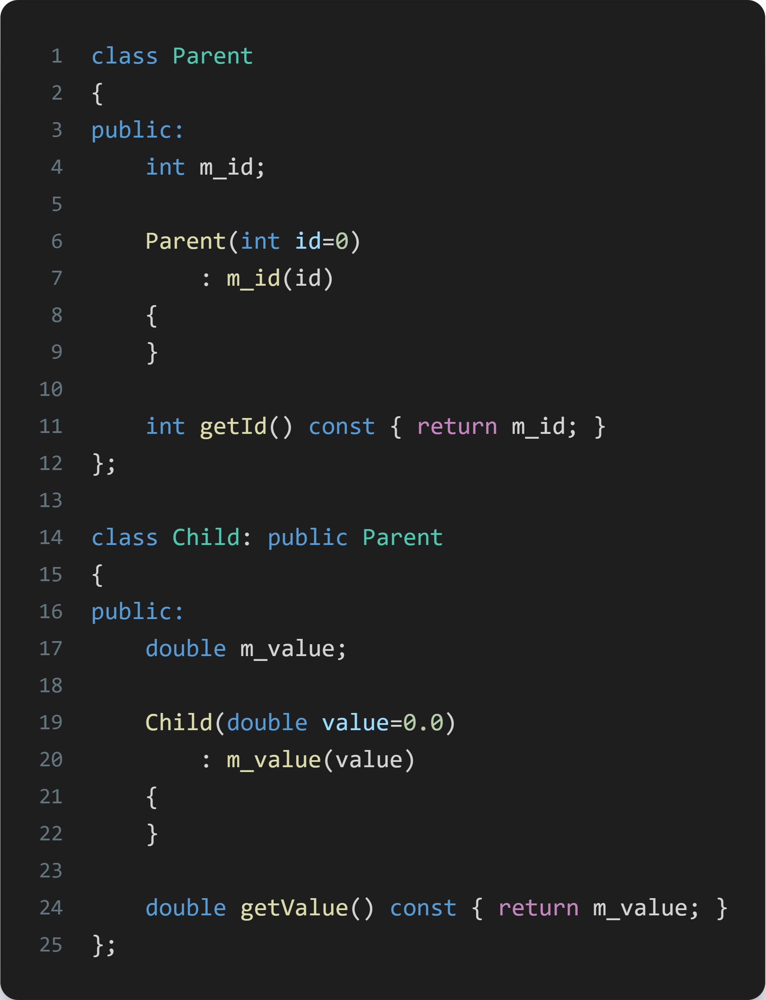 1 class Parent
2 {
3 public:
4     int m_id;
5
6     Parent(int id=0)
7         : m_id(id)
8     {
9     }
10
11     int getId() const { return m_id; }
12 };
13
14 class Child: public Parent
15 {
16 public:
17     double m_value;
18
19     Child(double value=0.0)
20         : m_value(value)
21     {
22     }
23
24     double getValue() const { return m_value; }
25 };